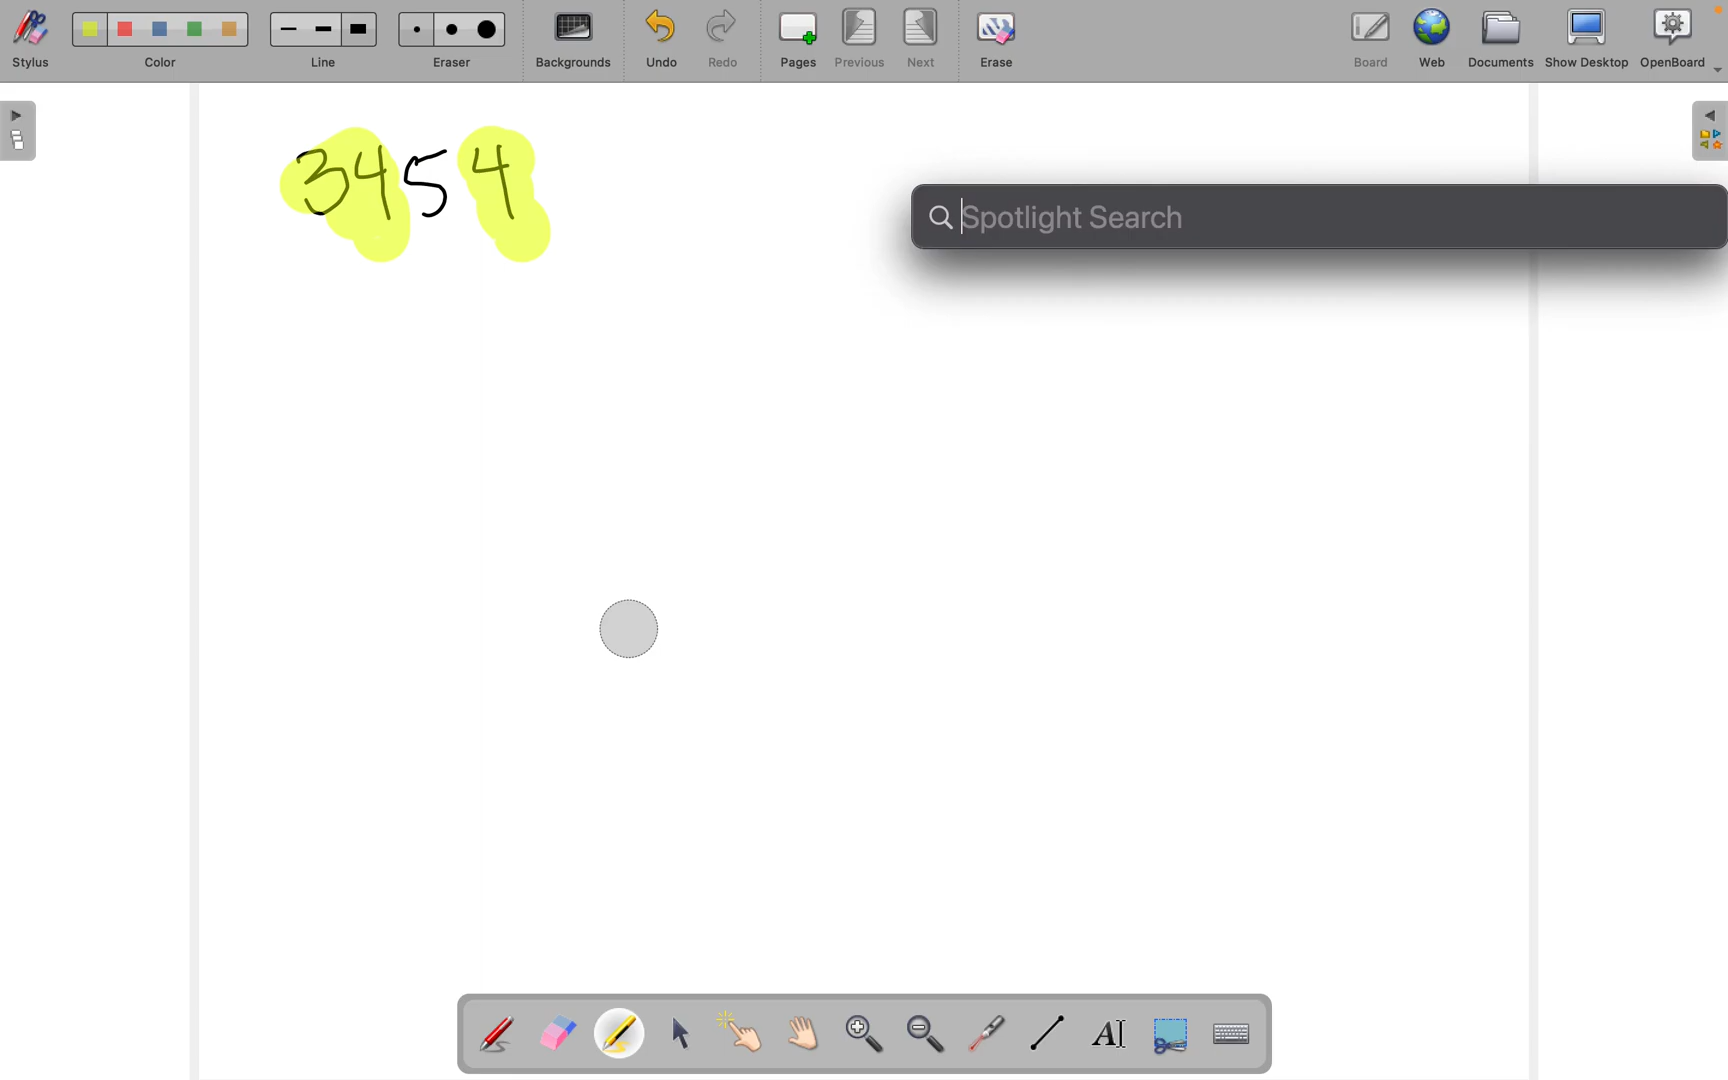 Stylus Color Line Eraser Backgrounds Undo Redo Pages Previous Next Erase Board Web Documents Show Desktop OpenBoard
3454
Spotlight Search
AI